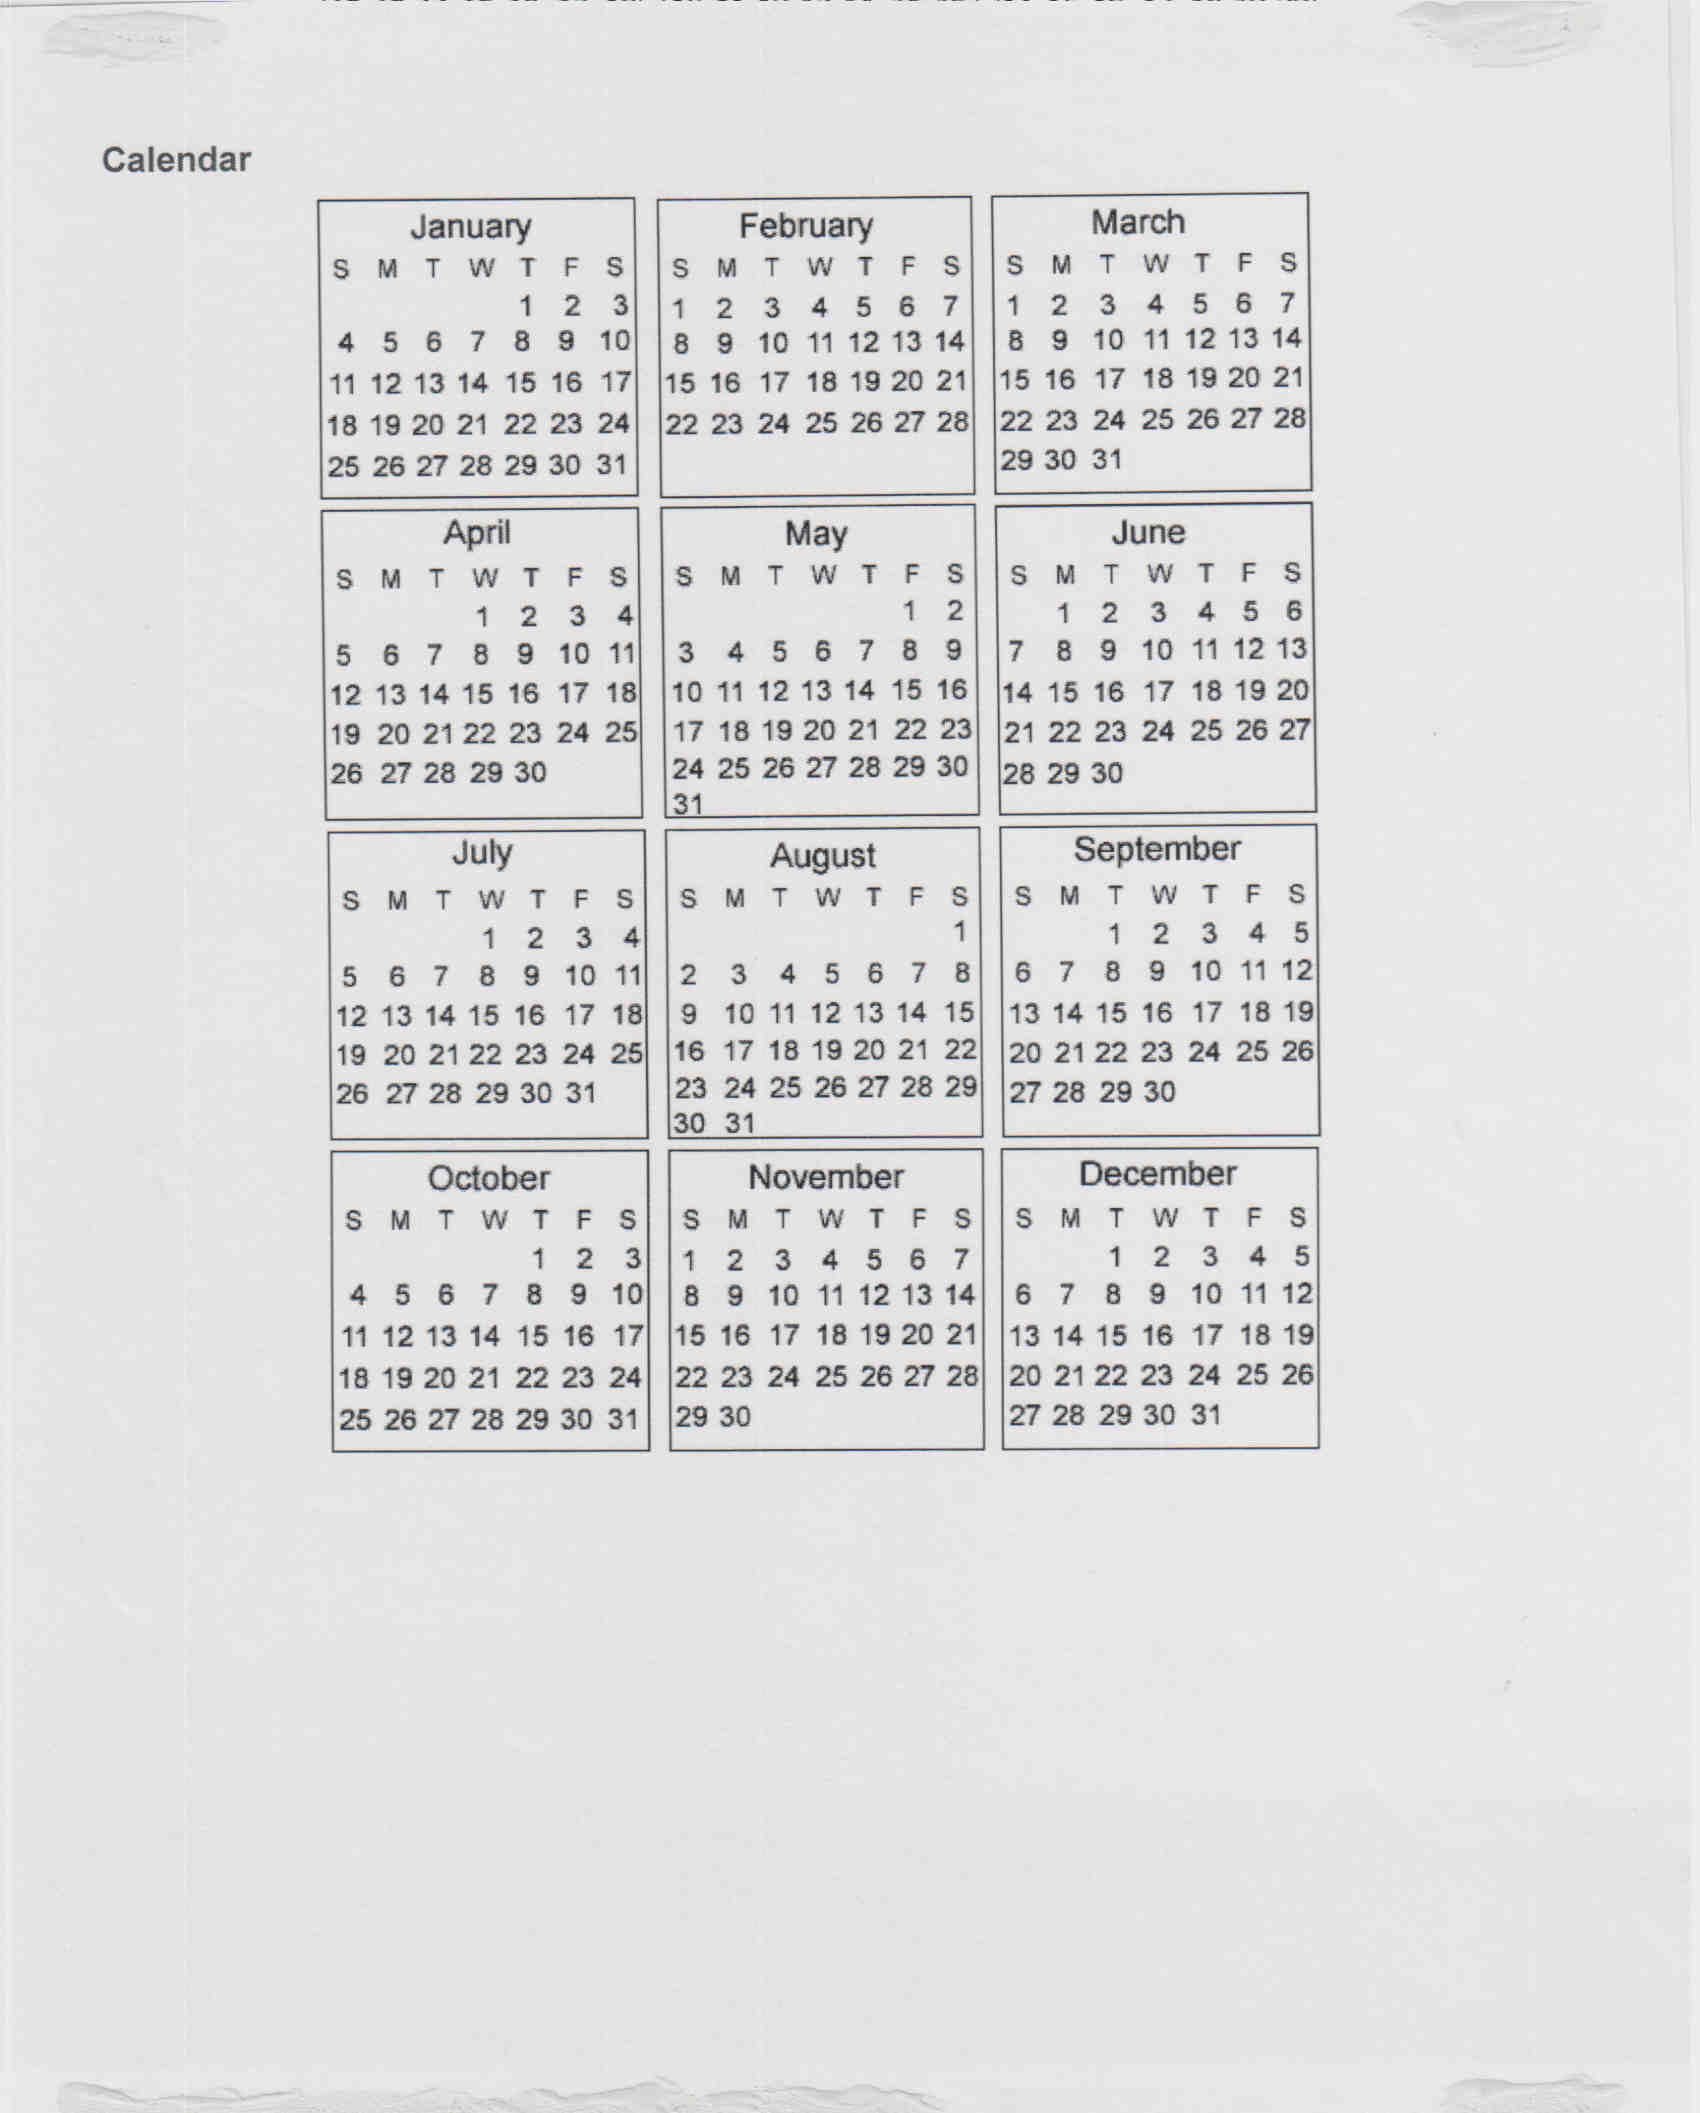 Calendar
January
S M T W T F S
1 2 3
4 5 6 7 8 9 10
11 12 13 14 15 16 17
18 19 20 21 22 23 24
25 26 27 28 29 30 31
February
S M T W T F S
1 2 3 4 5 6 7
8 9 10 11 12 13 14
15 16 17 18 19 20 21
22 23 24 25 26 27 28
March
S M T W T F S
1 2 3 4 5 6 7
8 9 10 11 12 13 14
15 16 17 18 19 20 21
22 23 24 25 26 27 28
29 30 31
April
S M T W T F S
1 2 3 4
5 6 7 8 9 10 11
12 13 14 15 16 17 18
19 20 21 22 23 24 25
26 27 28 29 30
May
S M T W T F S
1 2
3 4 5 6 7 8 9
10 11 12 13 14 15 16
17 18 19 20 21 22 23
24 25 26 27 28 29 30
31
June
S M T W T F S
1 2 3 4 5 6
7 8 9 10 11 12 13
14 15 16 17 18 19 20
21 22 23 24 25 26 27
28 29 30
July
S M T W T F S
1 2 3 4
5 6 7 8 9 10 11
12 13 14 15 16 17 18
19 20 21 22 23 24 25
26 27 28 29 30 31
August
S M T W T F S
1
2 3 4 5 6 7 8
9 10 11 12 13 14 15
16 17 18 19 20 21 22
23 24 25 26 27 28 29
30 31
September
S M T W T F S
1 2 3 4 5
6 7 8 9 10 11 12
13 14 15 16 17 18 19
20 21 22 23 24 25 26
27 28 29 30
October
S M T W T F S
1 2 3
4 5 6 7 8 9 10
11 12 13 14 15 16 17
18 19 20 21 22 23 24
25 26 27 28 29 30 31
November
S M T W T F S
1 2 3 4 5 6 7
8 9 10 11 12 13 14
15 16 17 18 19 20 21
22 23 24 25 26 27 28
29 30
December
S M T W T F S
1 2 3 4 5
6 7 8 9 10 11 12
13 14 15 16 17 18 19
20 21 22 23 24 25 26
27 28 29 30 31